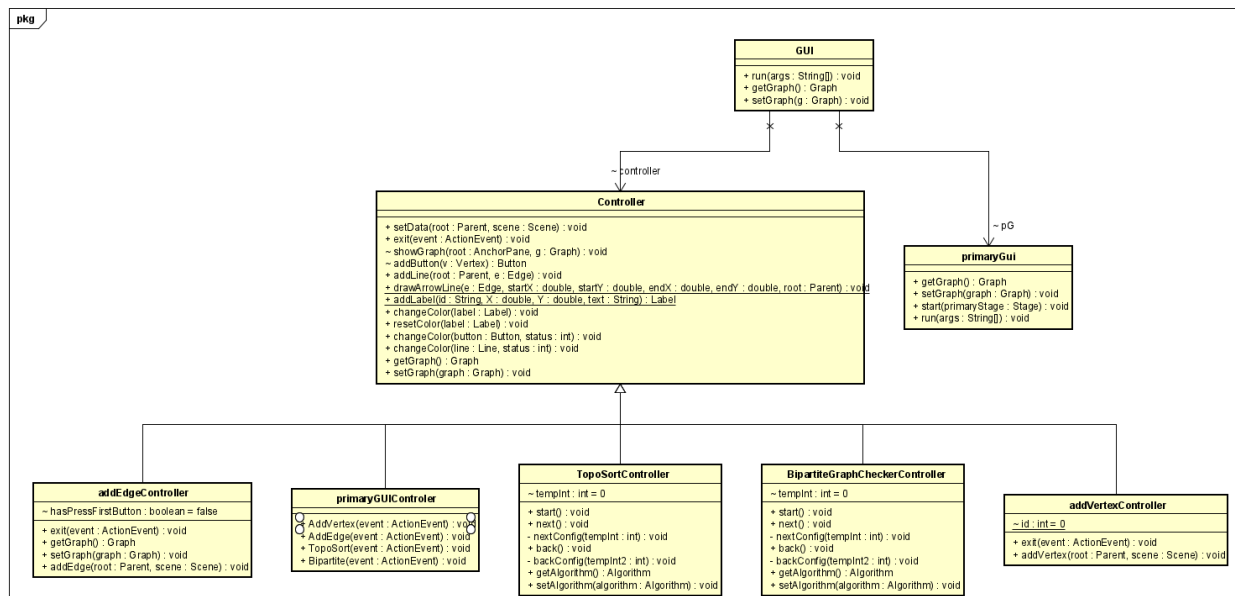 pkg
GUI
+ run(args : String[]) : void
+ getGraph() : Graph
+ setGraph(g : Graph) : void
~ controller
~ pG
Controller
+ setData(root : Parent, scene : Scene) : void
+ exit(event : ActionEvent) : void
~ showGraph(root : AnchorPane, g : Graph) : void
~ addButton(v : Vertex) : Button
+ addLine(root : Parent, e : Edge) : void
+ drawArrowLine(e : Edge, startX : double, startY : double, endX : double, endY : double, root : Parent) : void
+ addLabel(id : String, X : double, Y : double, text : String) : Label
+ changeColor(label : Label) : void
+ resetColor(label : Label) : void
+ changeColor(button : Button, status : int) : void
+ changeColor(line : Line, status : int) : void
+ getGraph() : Graph
+ setGraph(graph : Graph) : void
primaryGui
+ getGraph() : Graph
+ setGraph(graph : Graph) : void
+ start(primaryStage : Stage) : void
+ run(args : String[]) : void
addEdgeController
~ hasPressFirstButton : boolean = false
+ exit(event : ActionEvent) : void
+ getGraph() : Graph
+ setGraph(graph : Graph) : void
+ addEdge(root : Parent, scene : Scene) : void
primaryGUIControler
+ AddVertex(event : ActionEvent) : void
+ AddEdge(event : ActionEvent) : void
+ TopoSort(event : ActionEvent) : void
+ Bipartite(event : ActionEvent) : void
TopoSortController
~ tempInt : int = 0
+ start() : void
+ next() : void
- nextConfig(tempInt : int) : void
+ back() : void
- backConfig(tempInt2 : int) : void
+ getAlgorithm() : Algorithm
+ setAlgorithm(algorithm : Algorithm) : void
BipartiteGraphCheckerController
~ tempInt : int = 0
+ start() : void
+ next() : void
- nextConfig(tempInt : int) : void
+ back() : void
- backConfig(tempInt2 : int) : void
+ getAlgorithm() : Algorithm
+ setAlgorithm(algorithm : Algorithm) : void
addVertexController
~ id : int = 0
+ exit(event : ActionEvent) : void
+ addVertex(root : Parent, scene : Scene) : void